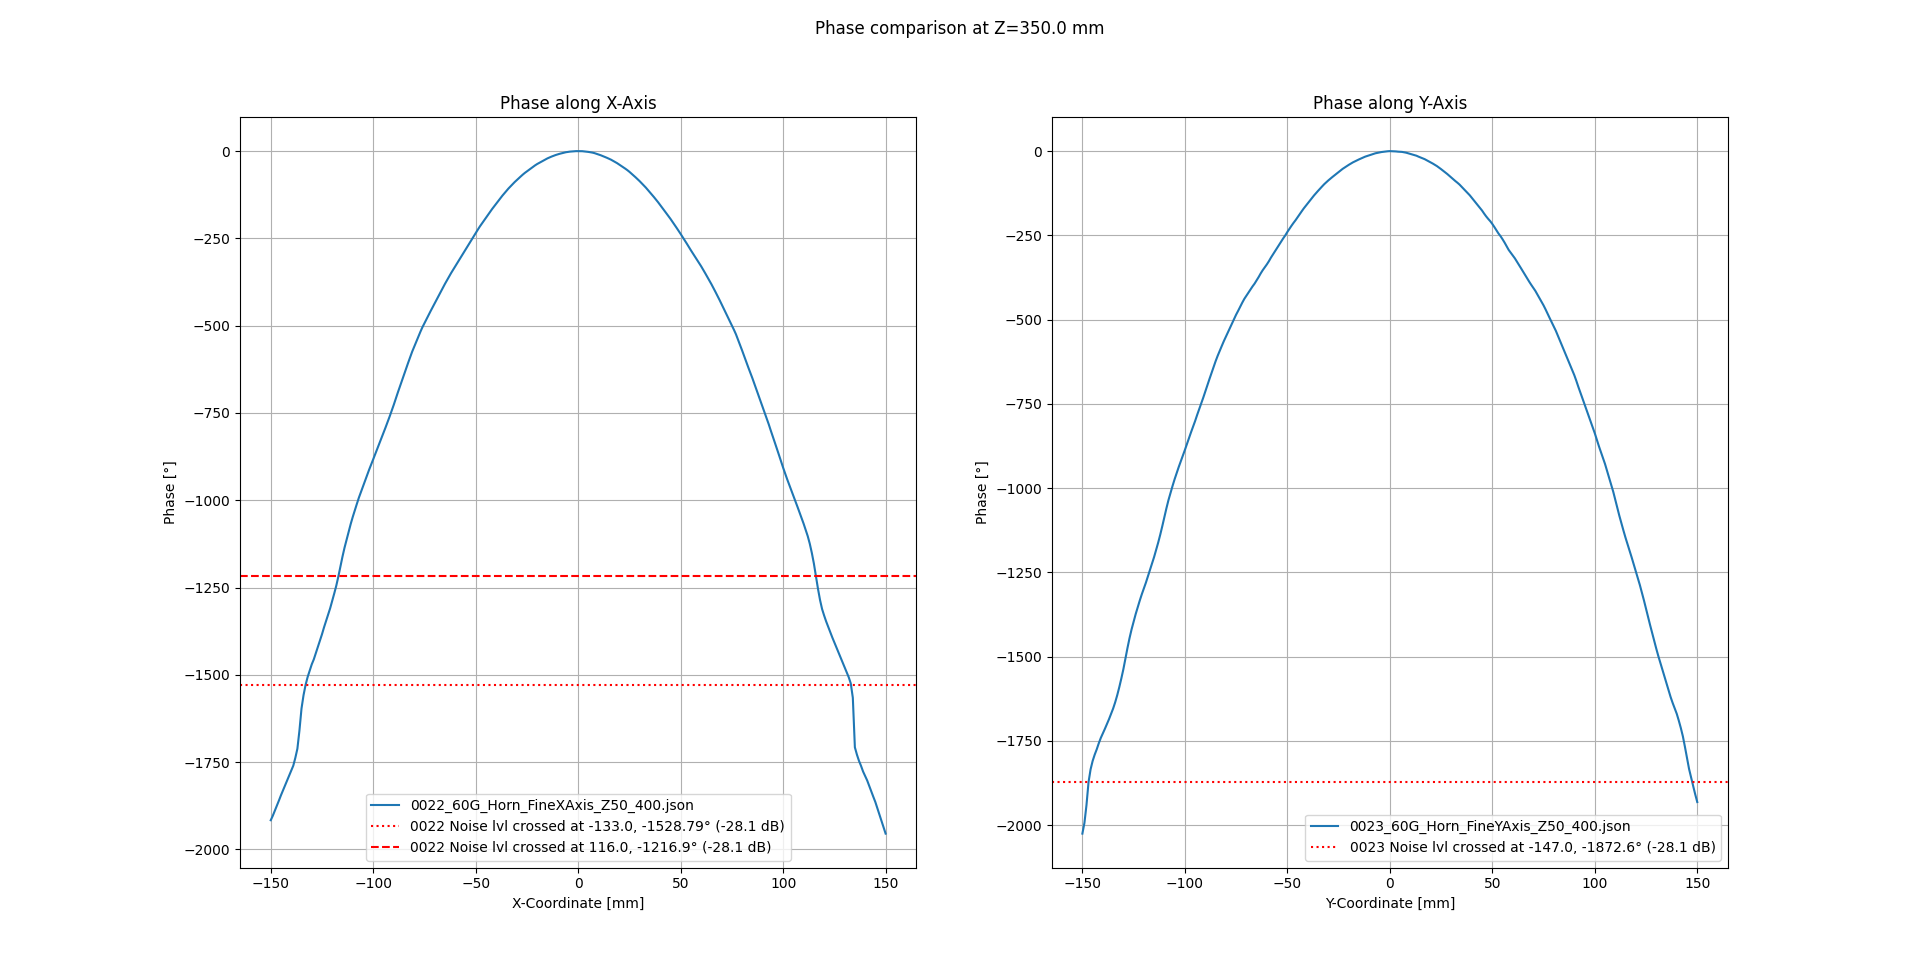 Phase comparison at Z=350.0 mm
Phase along X-Axis
0
−250
−500
−750
−1000
−1250
−1500
−1750
−2000
Phase [°]
0022_60G_Horn_FineXAxis_Z50_400.json
0022 Noise lvl crossed at -133.0, -1528.79° (-28.1 dB)
0022 Noise lvl crossed at 116.0, -1216.9° (-28.1 dB)
−150 −100 −50 0 50 100 150
X-Coordinate [mm]
Phase along Y-Axis
0
−250
−500
−750
−1000
−1250
−1500
−1750
−2000
Phase [°]
0023_60G_Horn_FineYAxis_Z50_400.json
0023 Noise lvl crossed at -147.0, -1872.6° (-28.1 dB)
−150 −100 −50 0 50 100 150
Y-Coordinate [mm]